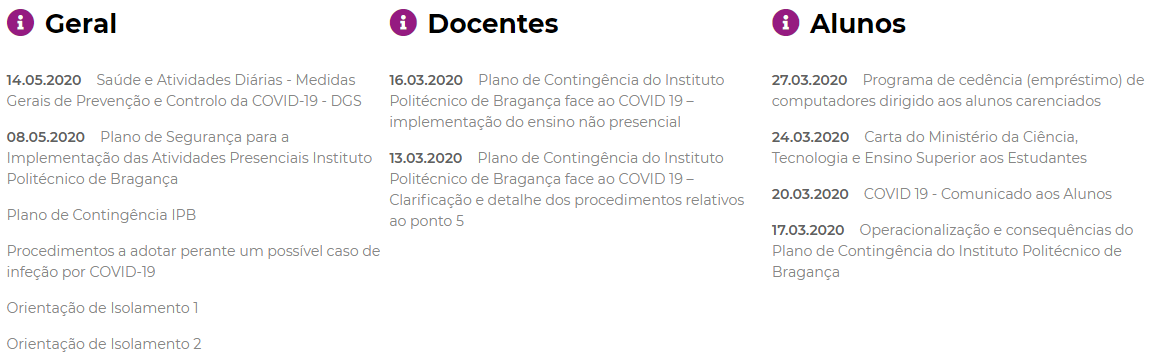 Geral
14.05.2020 Saúde e Atividades Diárias - Medidas
Gerais de Prevenção e Controlo da COVID-19 - DGS
08.05.2020 Plano de Segurança para a
Implementação das Atividades Presenciais Instituto
Politécnico de Bragança
Plano de Contingência IPB
Procedimentos a adotar perante um possível caso de
infeção por COVID-19
Orientação de Isolamento 1
Orientação de Isolamento 2
Docentes
16.03.2020 Plano de Contingência do Instituto
Politécnico de Bragança face ao COVID 19 –
implementação do ensino não presencial
13.03.2020 Plano de Contingência do Instituto
Politécnico de Bragança face ao COVID 19 –
Clarificação e detalhe dos procedimentos relativos
ao ponto 5
Alunos
27.03.2020 Programa de cedência (empréstimo) de
computadores dirigido aos alunos carenciados
24.03.2020 Carta do Ministério da Ciência,
Tecnologia e Ensino Superior aos Estudantes
20.03.2020 COVID 19 - Comunicado aos Alunos
17.03.2020 Operacionalização e consequências do
Plano de Contingência do Instituto Politécnico de
Bragança